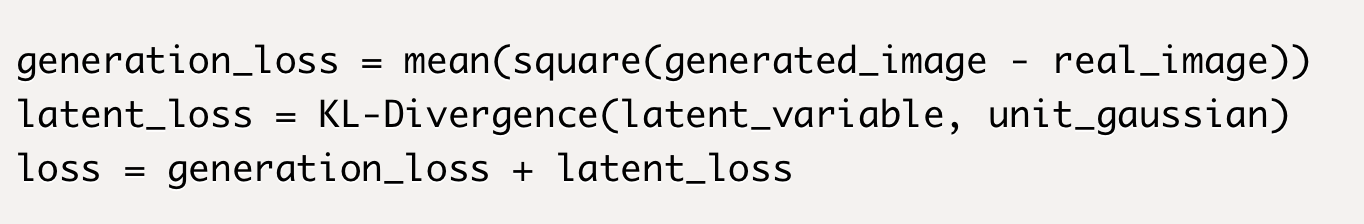 generation_loss = mean(square(generated_image - real_image))
latent_loss = KL-Divergence(latent_variable, unit_gaussian)
loss = generation_loss + latent_loss